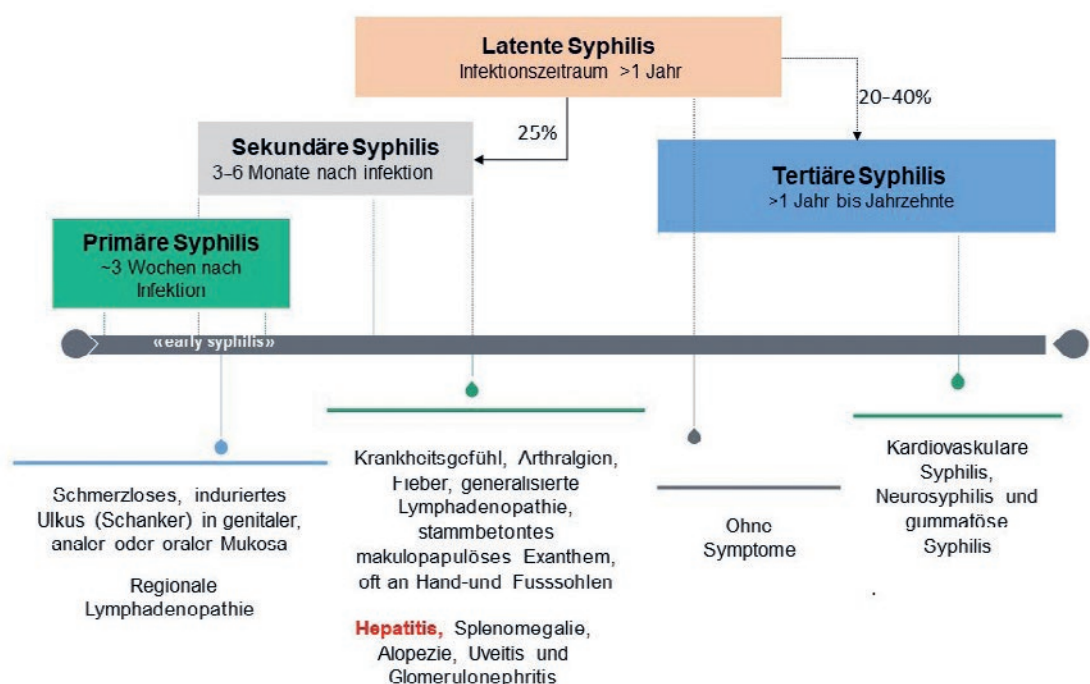 Latente Syphilis
Infektionszeitraum >1 Jahr
20–40%
25%
Sekundäre Syphilis
3–6 Monate nach infektion
Tertiäre Syphilis
>1 Jahr bis Jahrzehnte
Primäre Syphilis
~3 Wochen nach
Infektion
«early syphilis»
Schmerzloses, induriertes
Ulkus (Schanker) in genitaler,
analer oder oraler Mukosa
Regionale
Lymphadenopathie
Krankheitsgefühl, Arthralgien,
Fieber, generalisierte
Lymphadenopathie,
stammbetontes
makulopapulöses Exanthem,
oft an Hand-und Fusssohlen
Hepatitis, Splenomegalie,
Alopezie, Uveitis und
Glomerulonephritis
Ohne
Symptome
Kardiovaskulare
Syphilis,
Neurosyphilis und
gummatöse
Syphilis